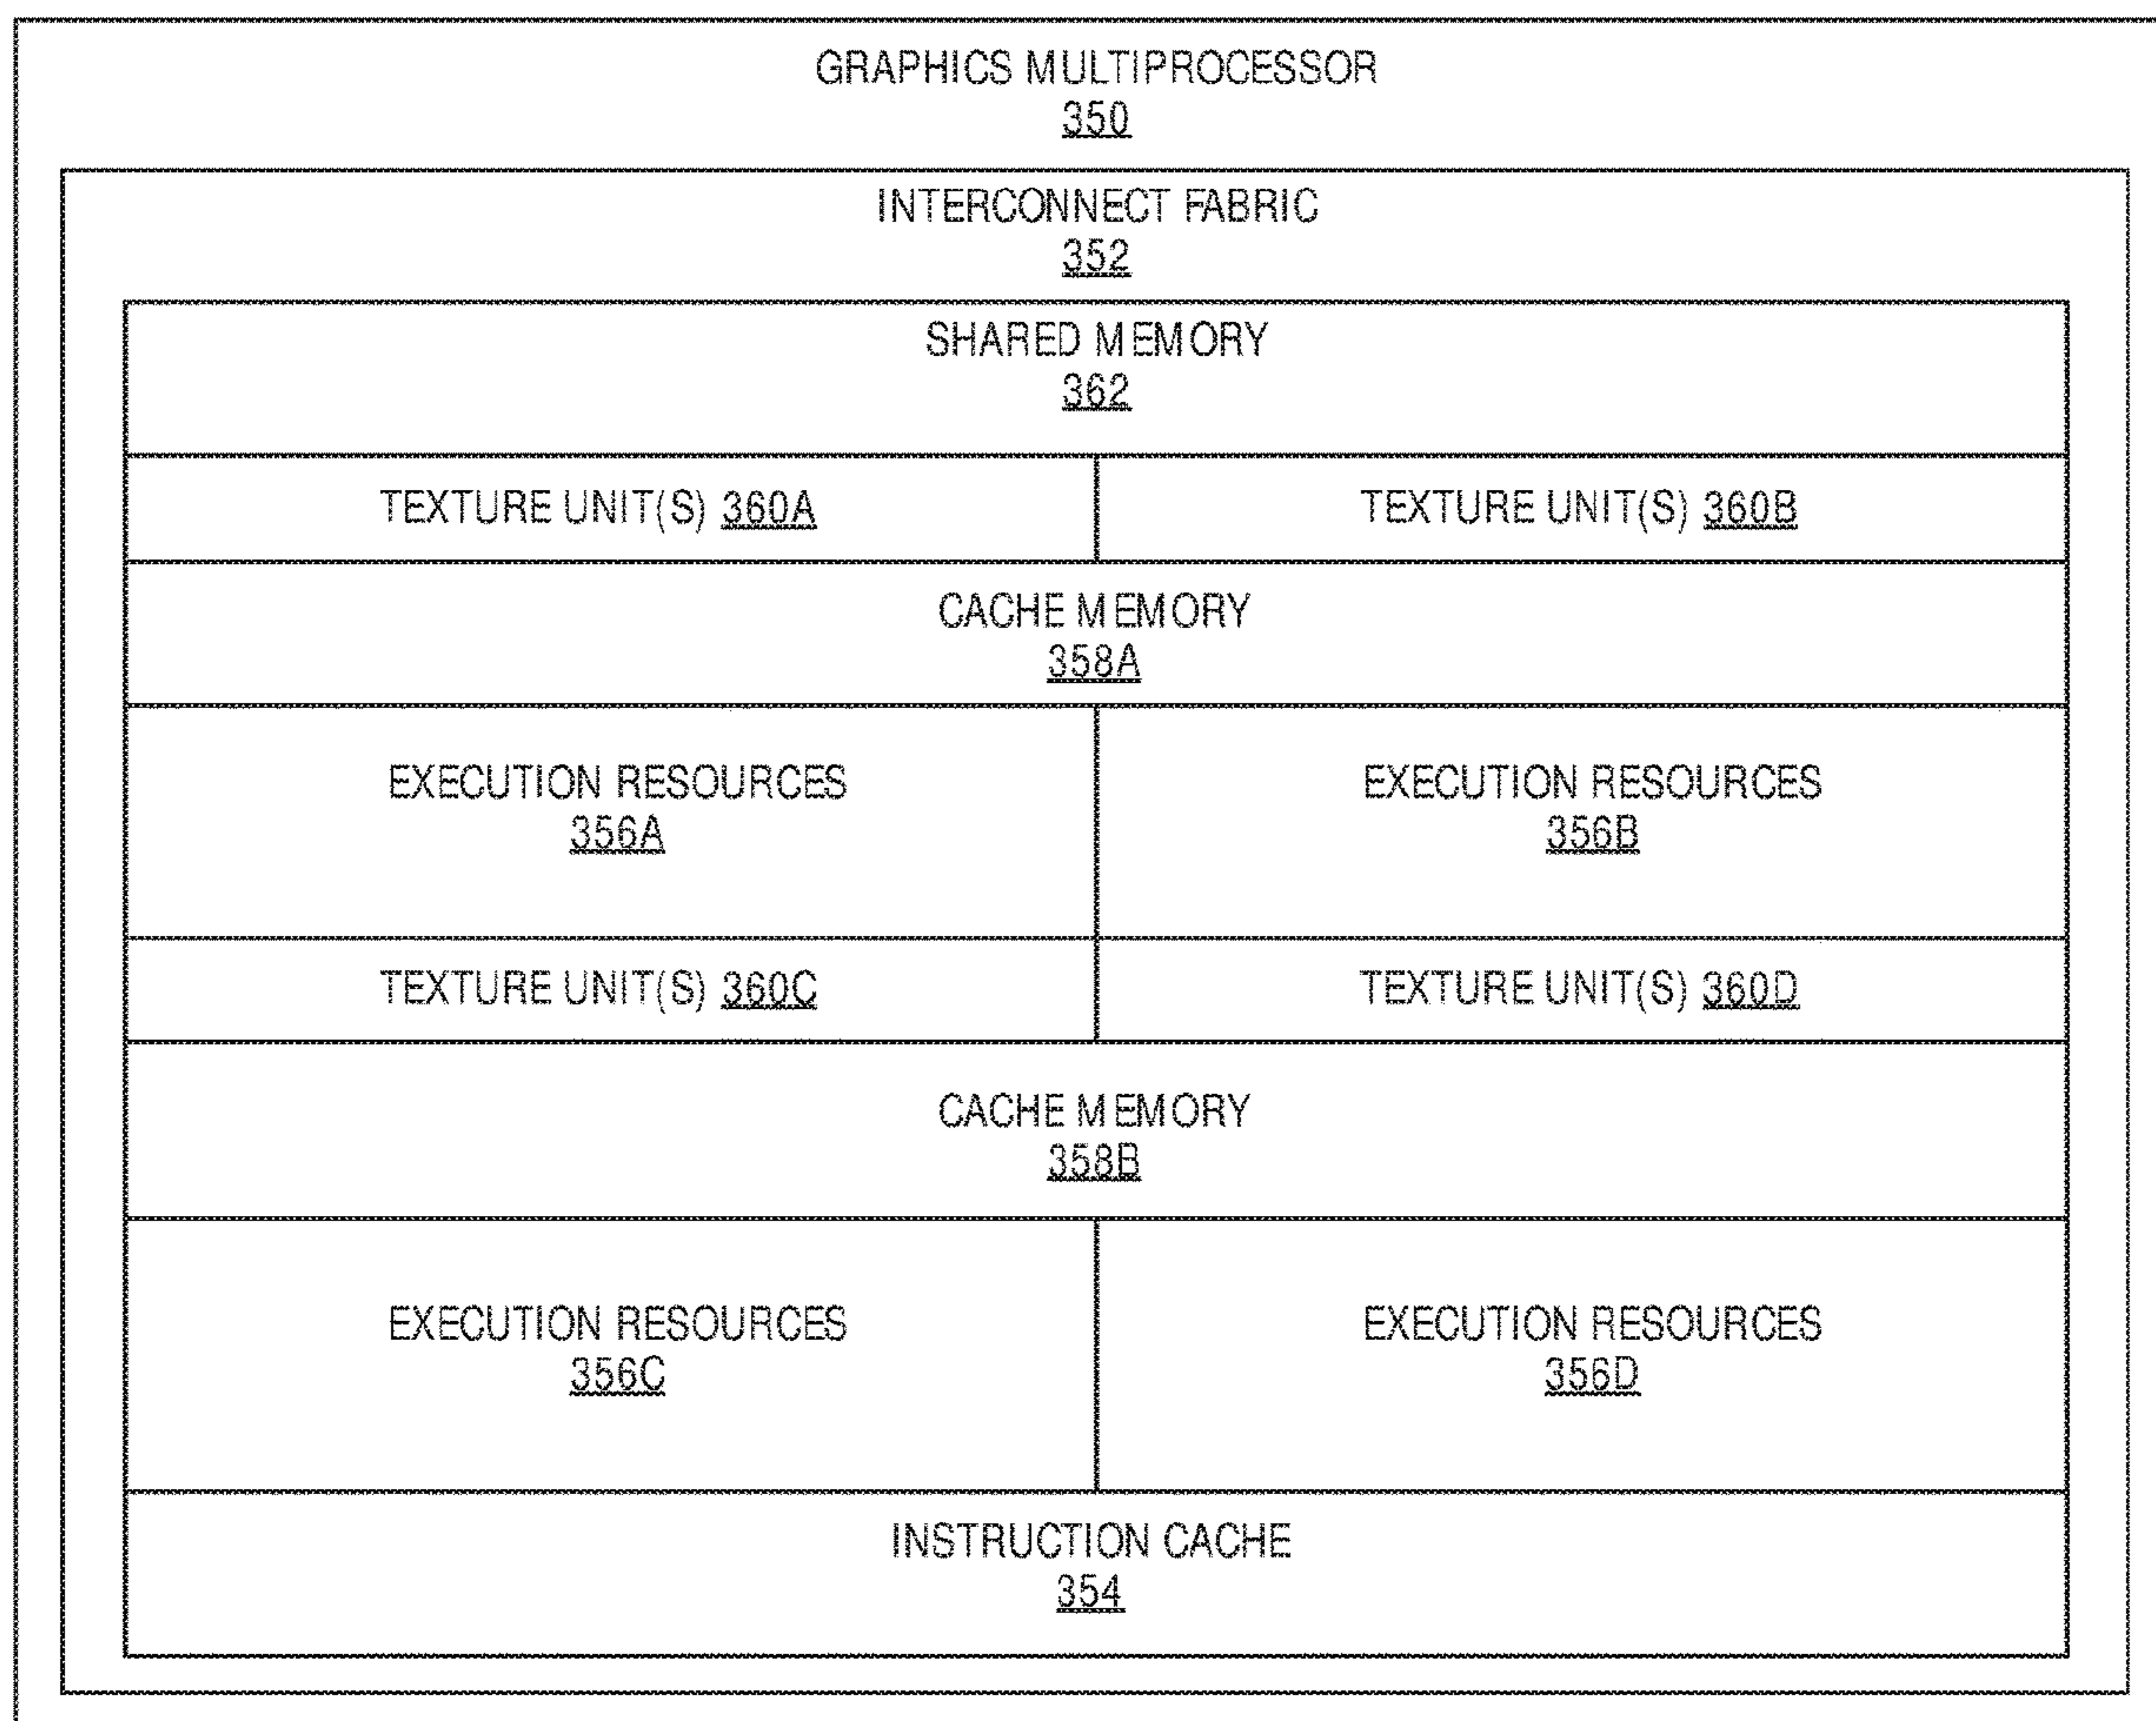 GRAPHICS MULTIPROCESSOR
350
INTERCONNECT FABRIC
352
SHARED MEMORY
362
TEXTURE UNIT(S) 360A
TEXTURE UNIT(S) 360B
CACHE MEMORY
358A
EXECUTION RESOURCES
356A
EXECUTION RESOURCES
356B
TEXTURE UNIT(S) 360C
TEXTURE UNIT(S) 360D
CACHE MEMORY
358B
EXECUTION RESOURCES
356C
EXECUTION RESOURCES
356D
INSTRUCTION CACHE
354